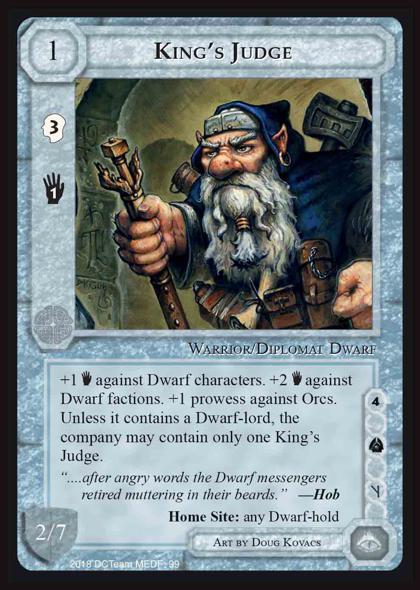 1
KING'S JUDGE
3
1
WARRIOR/DIPLOMAT DWARF
+1 against Dwarf characters. +2 against
Dwarf factions. +1 prowess against Orcs.
Unless it contains a Dwarf-lord, the
company may contain only one King's
Judge.
"....after angry words the Dwarf messengers
retired muttering in their beards." —Hob
Home Site: any Dwarf-hold
4
2/7
ART BY DOUG KOVACS
2018 DCTeam MEDF: 99